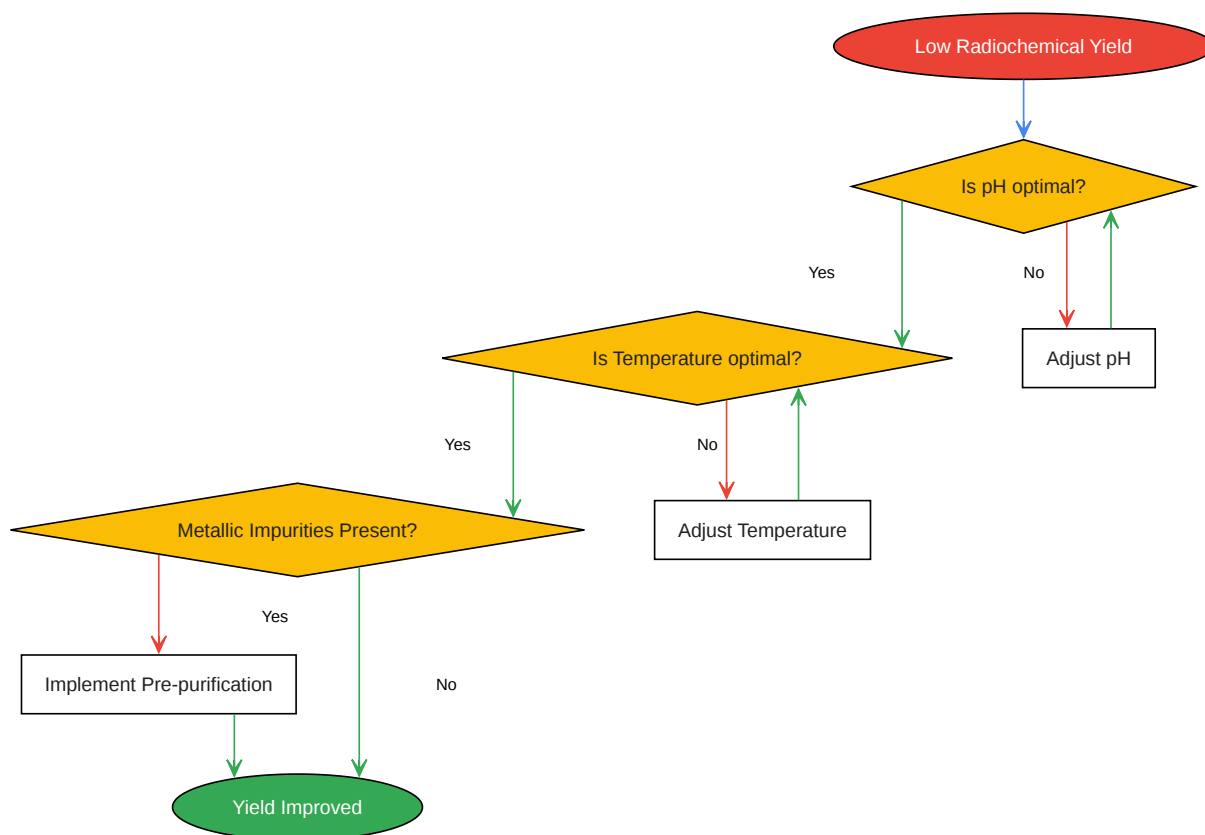 Low Radiochemical Yield
Is pH optimal?
Yes
No
Is Temperature optimal?
Adjust pH
Yes
No
Metallic Impurities Present?
Adjust Temperature
Yes
Implement Pre-purification
No
Yield Improved